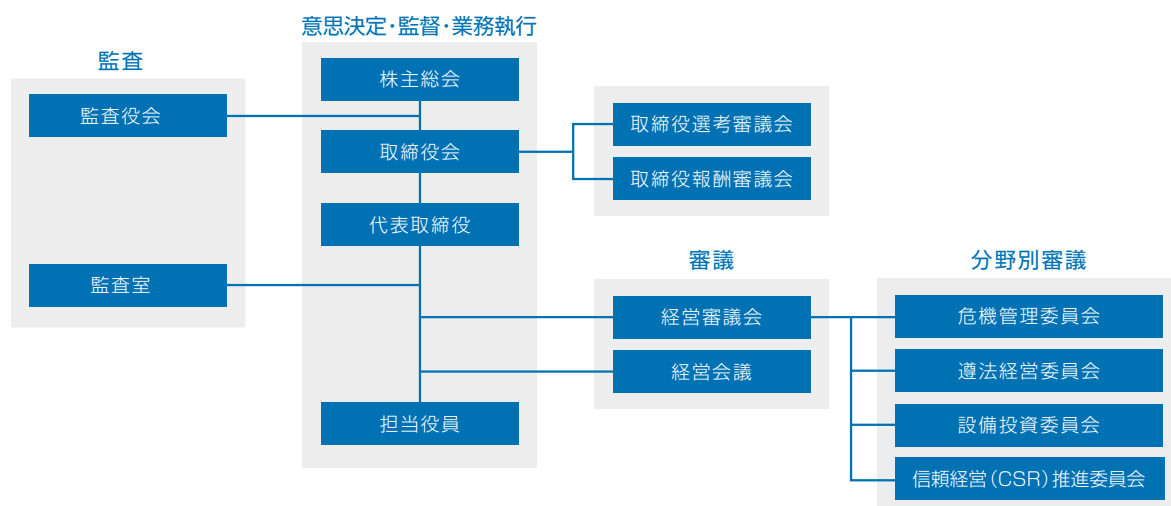 意思決定・監督・業務執行
監査
株主総会
監査役会
取締役会
取締役選考審議会
取締役報酬審議会
代表取締役
監査室
審議
分野別審議
経営審議会
危機管理委員会
経営会議
遵法経営委員会
担当役員
設備投資委員会
信頼経営(CSR)推進委員会